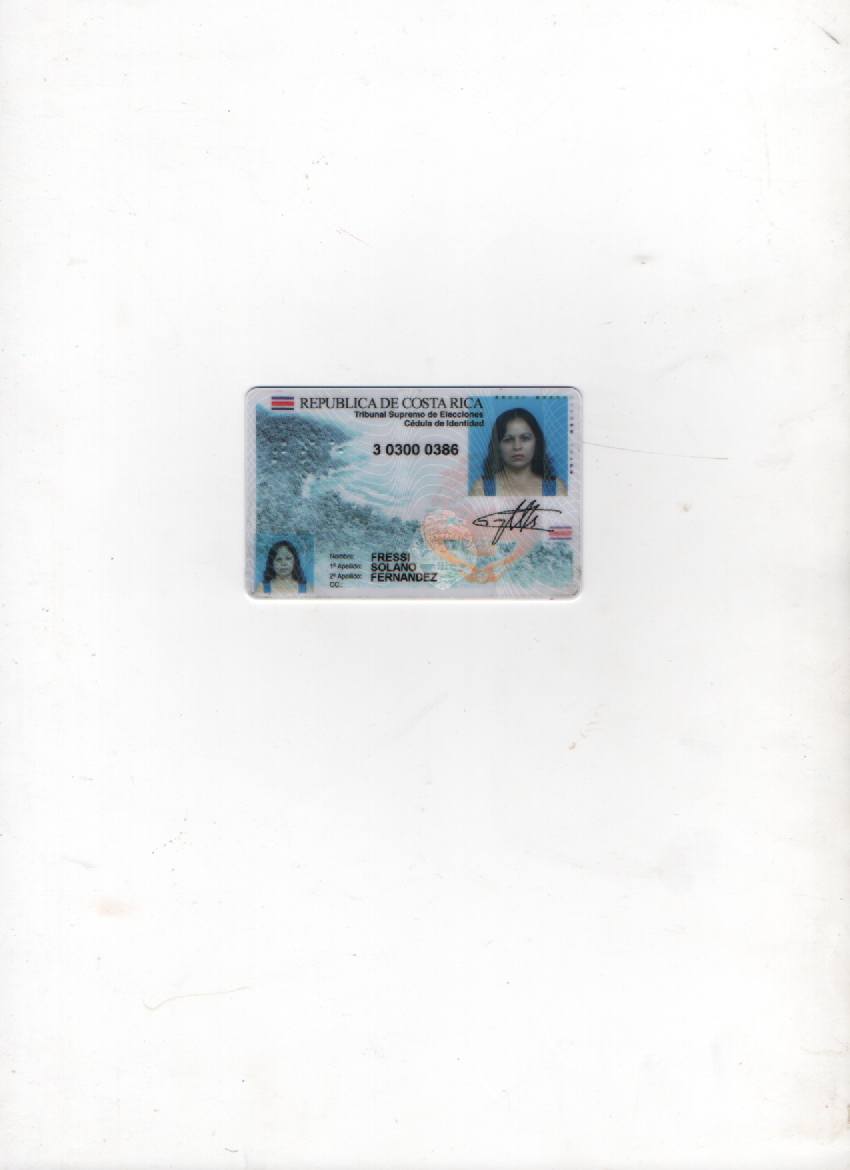 REPUBLICA DE COSTA RICA
Tribunal Supremo de Elecciones
Cédula de Identidad
3 0300 0386
Nombre: FRESSI
1º Apellido: SOLANO
2º Apellido: FERNANDEZ
CC.: